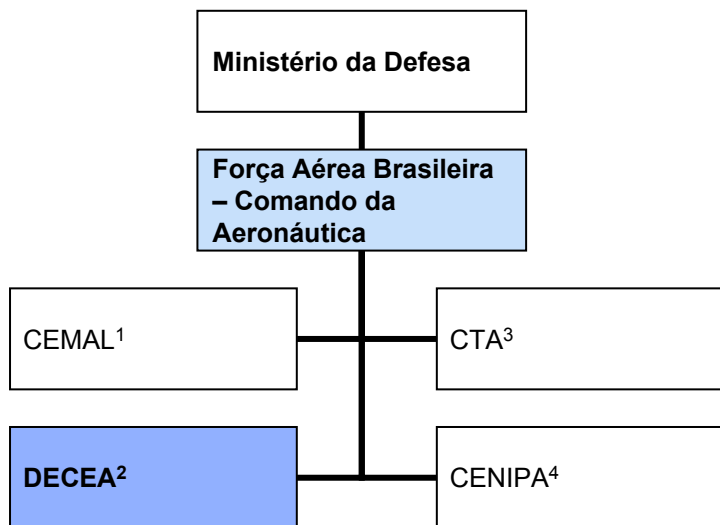 Ministério da Defesa
Força Aérea Brasileira
– Comando da
Aeronáutica
CEMAL¹
CTA³
DECEA²
CENIPA⁴